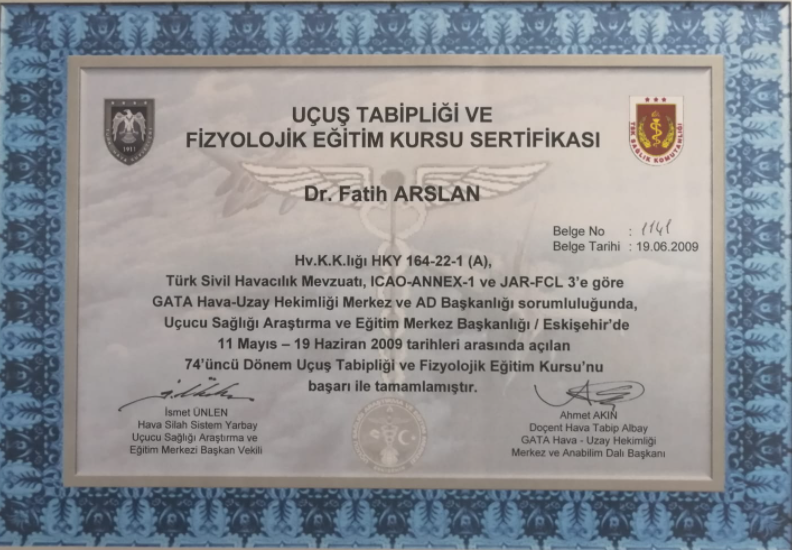 UÇUŞ TABİPLİĞİ VE
FİZYOLOJİK EĞİTİM KURSU SERTİFİKASI
1911
TSK SAĞLIK KOMUTANLIĞI
Dr. Fatih ARSLAN
Belge No : 1141
Belge Tarihi : 19.06.2009
Hv.K.K.lığı HKY 164-22-1 (A),
Türk Sivil Havacılık Mevzuatı, ICAO-ANNEX-1 ve JAR-FCL 3'e göre
GATA Hava-Uzay Hekimliği Merkez ve AD Başkanlığı sorumluluğunda,
Uçucu Sağlığı Araştırma ve Eğitim Merkez Başkanlığı / Eskişehir'de
11 Mayıs – 19 Haziran 2009 tarihleri arasında açılan
74'üncü Dönem Uçuş Tabipliği ve Fizyolojik Eğitim Kursu'nu
başarı ile tamamlamıştır.
İsmet ÜNLEN
Hava Silah Sistem Yarbay
Uçucu Sağlığı Araştırma ve
Eğitim Merkezi Başkan Vekili
Ahmet AKIN
Doçent Hava Tabip Albay
GATA Hava - Uzay Hekimliği
Merkez ve Anabilim Dalı Başkanı